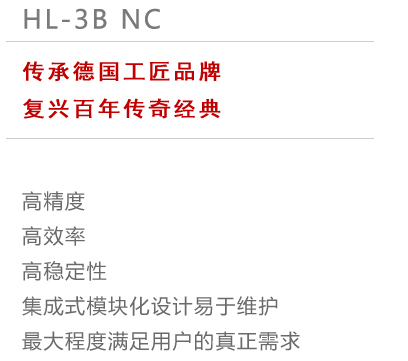 HL-3B NC
传承德国工匠品牌
复兴百年传奇经典
高精度
高效率
高稳定性
集成式模块化设计易于维护
最大程度满足用户的真正需求